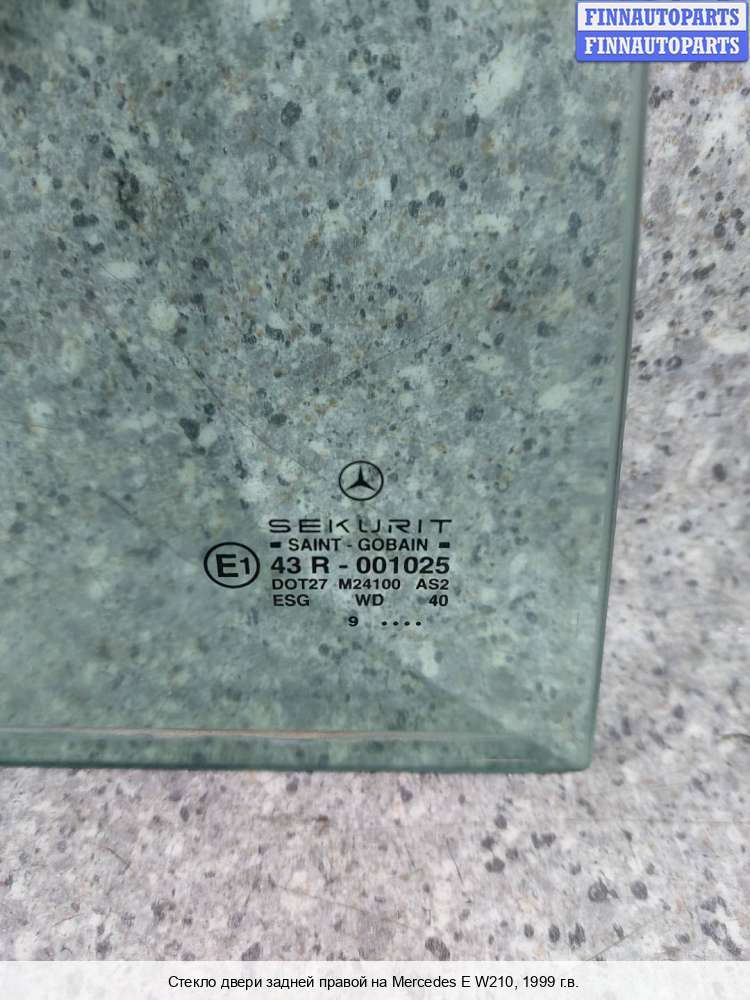 FINNAUTOPARTS
FINNAUTOPARTS
SEKURIT
SAINT - GOBAIN
E1 43 R - 001025
DOT27 M24100 AS2
ESG WD 40
9 ....
Стекло двери задней правой на Mercedes E W210, 1999 г.в.